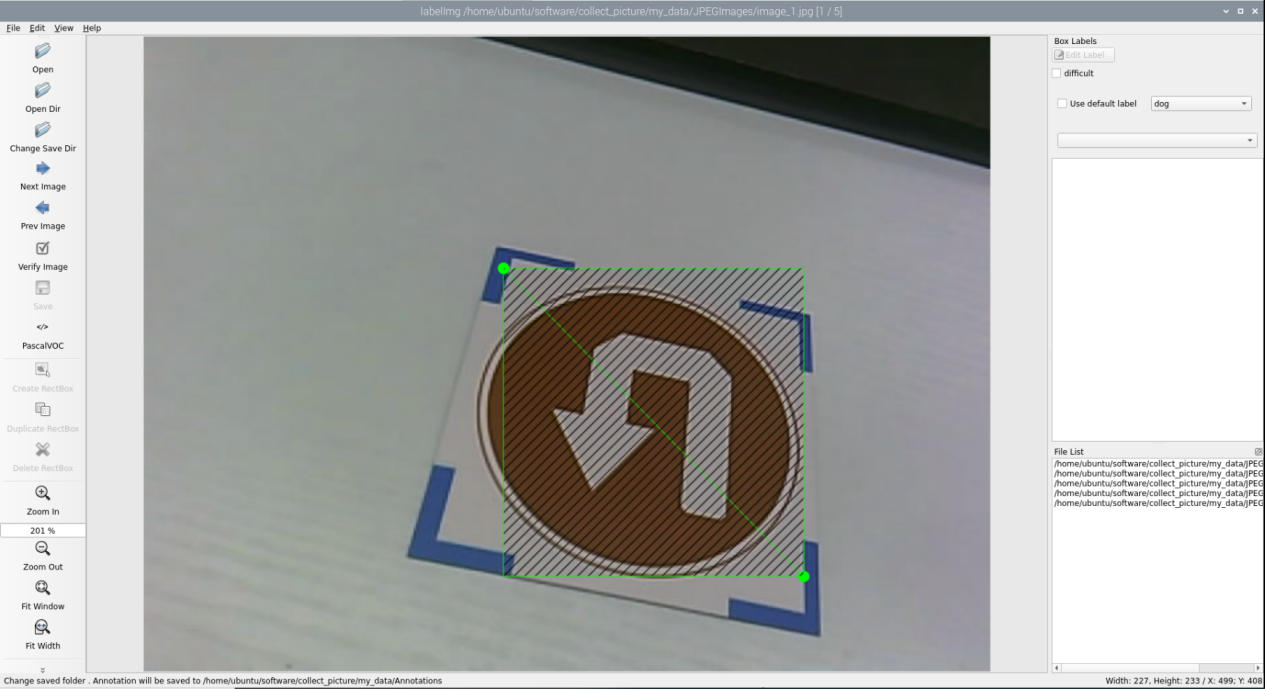 labelImg /home/ubuntu/software/collect_picture/my_data/JPEGImages/image_1.jpg [1 / 5]
File Edit View Help
Open
Open Dir
Change Save Dir
Next Image
Prev Image
Verify Image
Save
</>
PascalVOC
Create RectBox
Duplicate RectBox
Delete RectBox
Zoom In
201 %
Zoom Out
Fit Window
Fit Width
Box Labels
Edit Label
difficult
Use default label dog
File List
/home/ubuntu/software/collect_picture/my_data/JPEG
/home/ubuntu/software/collect_picture/my_data/JPEG
/home/ubuntu/software/collect_picture/my_data/JPEG
/home/ubuntu/software/collect_picture/my_data/JPEG
/home/ubuntu/software/collect_picture/my_data/JPEG
Change saved folder . Annotation will be saved to /home/ubuntu/software/collect_picture/my_data/Annotations Width: 227, Height: 233 / X: 499; Y: 408